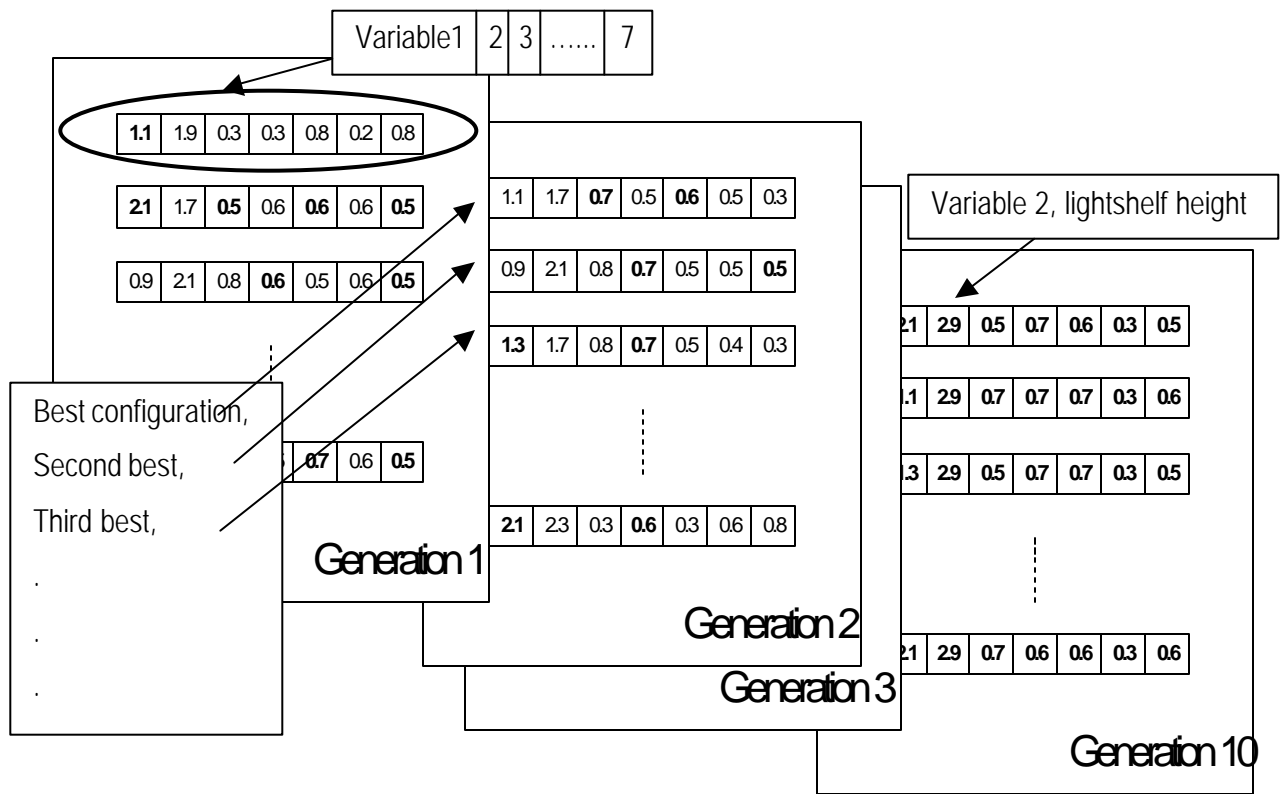 Variable1 2 3 ...... 7
1.1 1.9 0.3 0.3 0.8 0.2 0.8
2.1 1.7 0.5 0.6 0.6 0.6 0.5
0.9 2.1 0.8 0.6 0.5 0.6 0.5
0.7 0.6 0.5
Generation 1
Best configuration,
Second best,
Third best,
.
.
.
1.1 1.7 0.7 0.5 0.6 0.5 0.3
0.9 2.1 0.8 0.7 0.5 0.5 0.5
1.3 1.7 0.8 0.7 0.5 0.4 0.3
2.1 2.3 0.3 0.6 0.3 0.6 0.8
Generation 2
Generation 3
Variable 2, lightshelf height
2.1 2.9 0.5 0.7 0.6 0.3 0.5
1.1 2.9 0.7 0.7 0.7 0.3 0.6
1.3 2.9 0.5 0.7 0.7 0.3 0.5
2.1 2.9 0.7 0.6 0.6 0.3 0.6
Generation 10